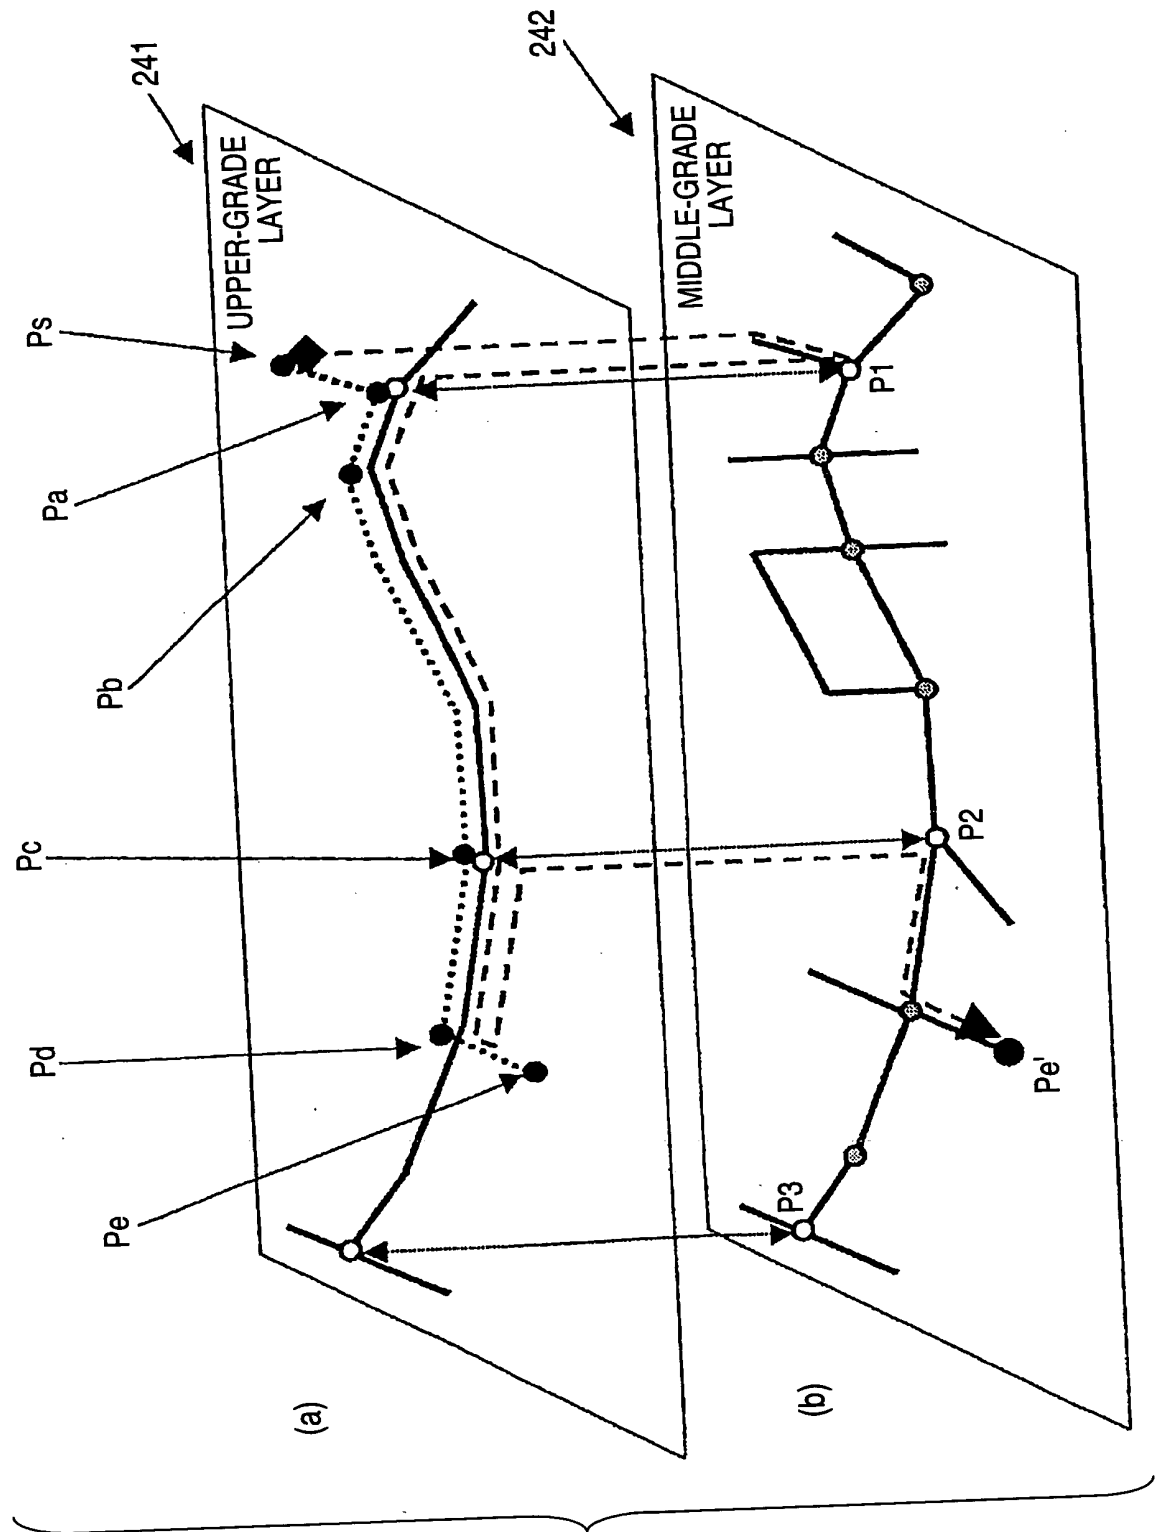 241
UPPER-GRADE
LAYER
Ps
Pa
Pb
Pc
Pd
Pe
(a)
242
MIDDLE-GRADE
LAYER
P1
P2
Pe'
P3
(b)